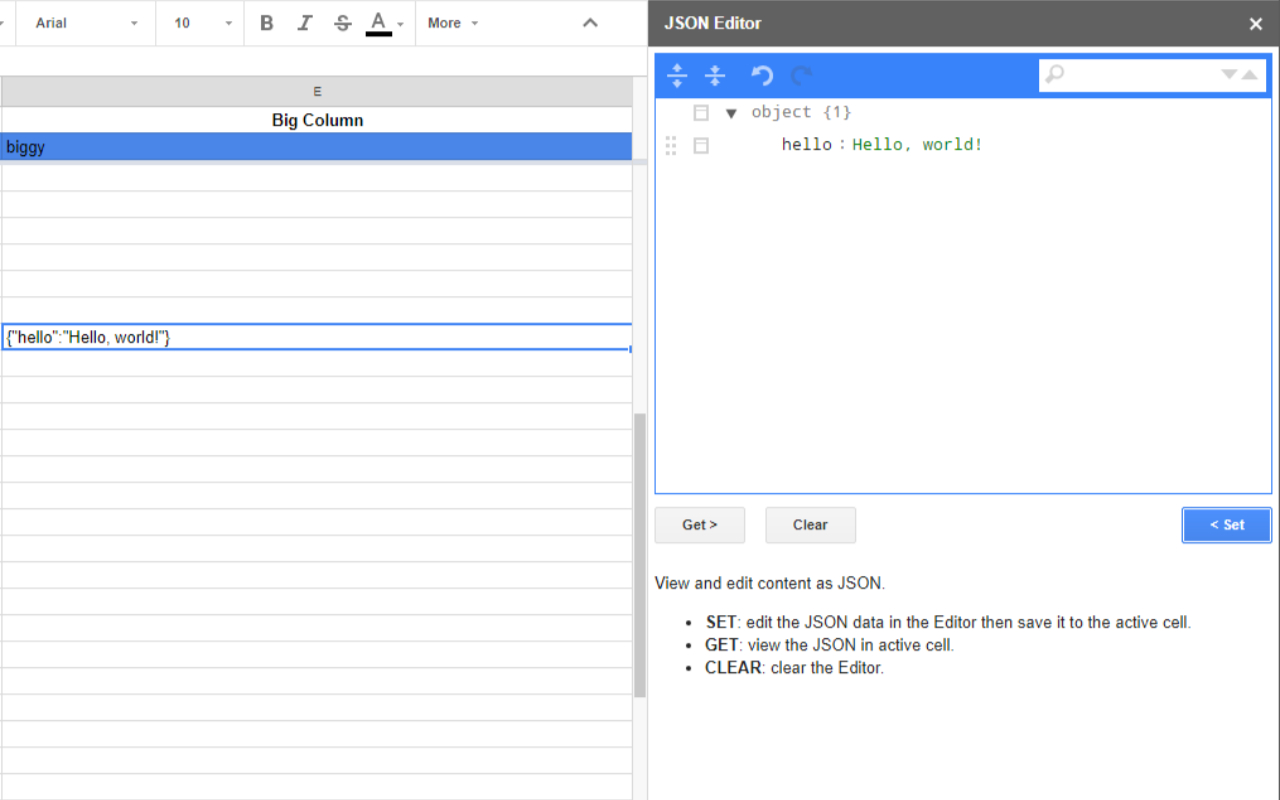 Arial 10 B I S A More
E
Big Column
biggy
{"hello":"Hello, world!"}
JSON Editor
object {1}
hello : Hello, world!
Get > Clear < Set
View and edit content as JSON.
• SET: edit the JSON data in the Editor then save it to the active cell.
• GET: view the JSON in active cell.
• CLEAR: clear the Editor.